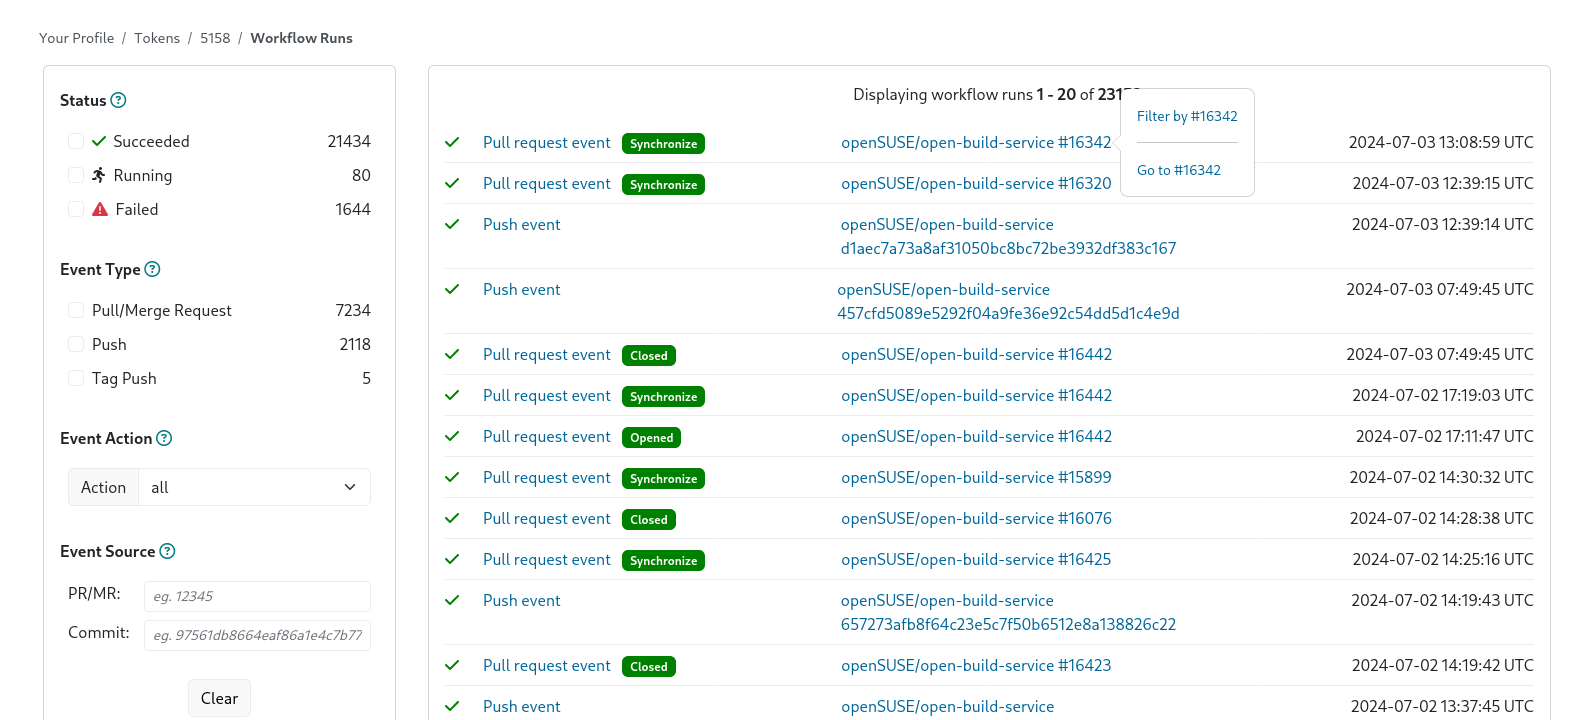 Your Profile / Tokens / 5158 / Workflow Runs
Status
Succeeded 21434
Running 80
Failed 1644
Event Type
Pull/Merge Request 7234
Push 2118
Tag Push 5
Event Action
Action all
Event Source
PR/MR: eg. 12345
Commit: eg. 97561db8664eaf86a1e4c7b77
Clear
Displaying workflow runs 1 - 20 of
Filter by #16342
Go to #16342
Pull request event Synchronize openSUSE/open-build-service #16342 2024-07-03 13:08:59 UTC
Pull request event Synchronize openSUSE/open-build-service #16320 2024-07-03 12:39:15 UTC
Push event openSUSE/open-build-service 2024-07-03 12:39:14 UTC
d1aec7a73a8af31050bc8bc72be3932df383c167
Push event openSUSE/open-build-service 2024-07-03 07:49:45 UTC
457cfd5089e5292f04a9fe36e92c54dd5d1c4e9d
Pull request event Closed openSUSE/open-build-service #16442 2024-07-03 07:49:45 UTC
Pull request event Synchronize openSUSE/open-build-service #16442 2024-07-02 17:19:03 UTC
Pull request event Opened openSUSE/open-build-service #16442 2024-07-02 17:11:47 UTC
Pull request event Synchronize openSUSE/open-build-service #15899 2024-07-02 14:30:32 UTC
Pull request event Closed openSUSE/open-build-service #16076 2024-07-02 14:28:38 UTC
Pull request event Synchronize openSUSE/open-build-service #16425 2024-07-02 14:25:16 UTC
Push event openSUSE/open-build-service 2024-07-02 14:19:43 UTC
657273afb8f64c23e5c7f50b6512e8a138826c22
Pull request event Closed openSUSE/open-build-service #16423 2024-07-02 14:19:42 UTC
Push event openSUSE/open-build-service 2024-07-02 13:37:45 UTC